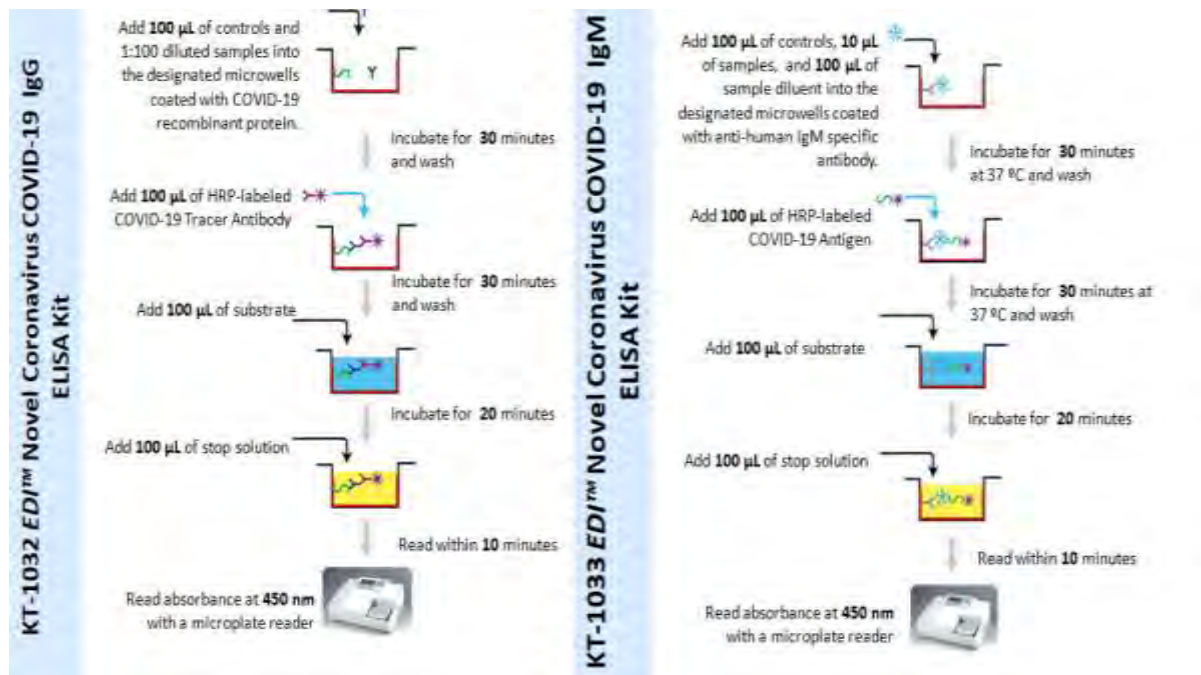 KT-1032 EDI™ Novel Coronavirus COVID-19 IgG
ELISA Kit
Add 100 µL of controls and
1:100 diluted samples into
the designated microwells
coated with COVID-19
recombinant protein.
Incubate for 30 minutes
and wash
Add 100 µL of HRP-labeled
COVID-19 Tracer Antibody
Incubate for 30 minutes
and wash
Add 100 µL of substrate
Incubate for 20 minutes
Add 100 µL of stop solution
Read within 10 minutes
Read absorbance at 450 nm
with a microplate reader
KT-1033 EDI™ Novel Coronavirus COVID-19 IgM
ELISA Kit
Add 100 µL of controls, 10 µL
of samples, and 100 µL of
sample diluent into the
designated microwells coated
with anti-human IgM specific
antibody.
Incubate for 30 minutes
at 37 ºC and wash
Add 100 µL of HRP-labeled
COVID-19 Antigen
Incubate for 30 minutes at
37 ºC and wash
Add 100 µL of substrate
Incubate for 20 minutes
Add 100 µL of stop solution
Read within 10 minutes
Read absorbance at 450 nm
with a microplate reader